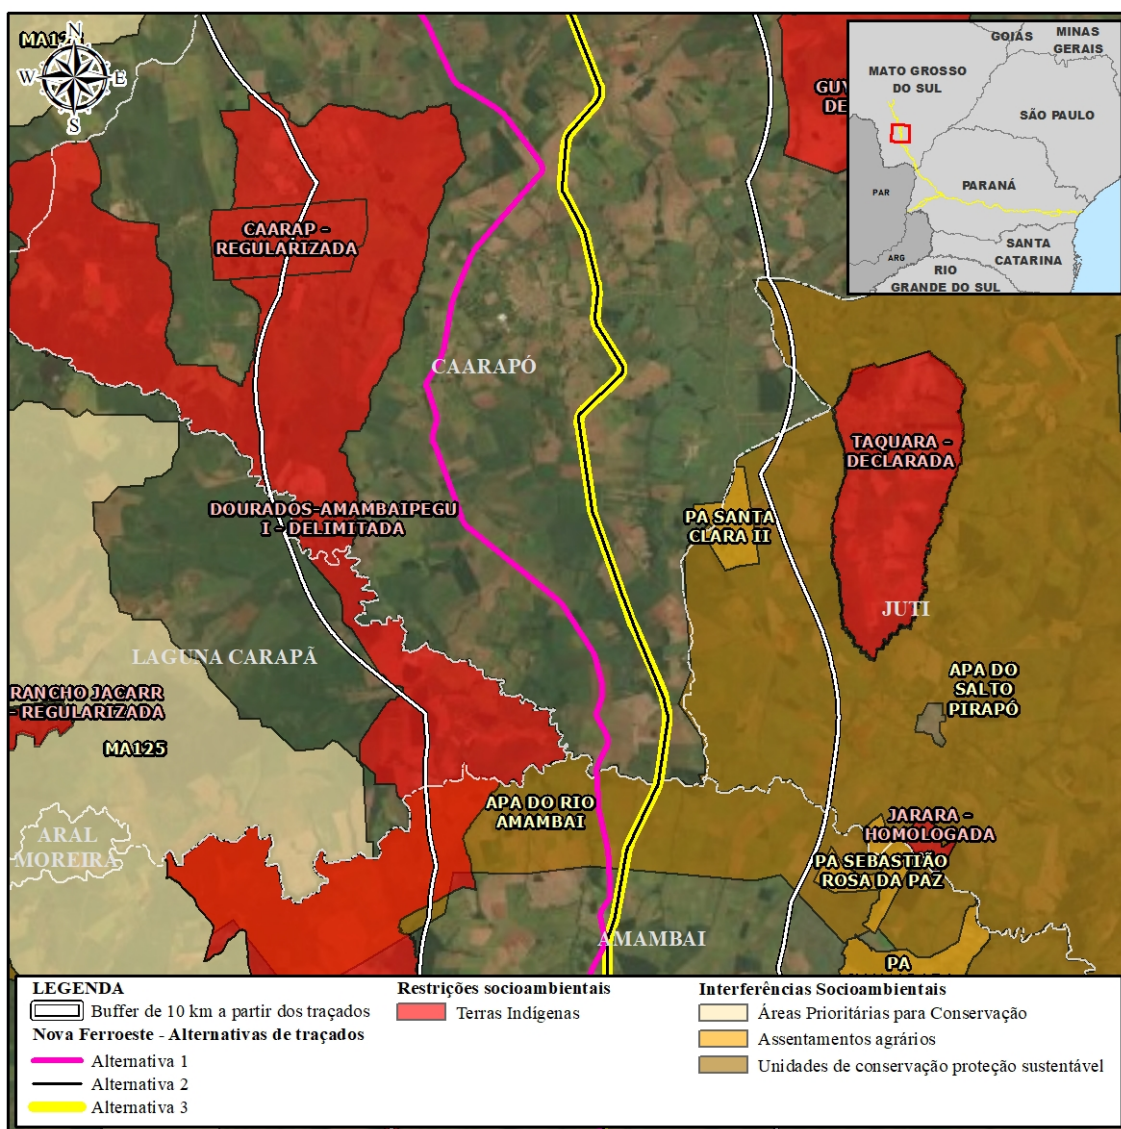 MA12
N
W
E
S
GUY
DE
GOIÁS
MINAS
GERAIS
MATO GROSSO
DO SUL
SÃO PAULO
PAR
PARANÁ
ARG
SANTA
CATARINA
RIO
GRANDE DO SUL
CAARAP -
REGULARIZADA
CAARAPÓ
TAQUARA -
DECLARADA
DOURADOS-AMAMBAIPEGU
I - DELIMITADA
PA SANTA
CLARA II
JUTI
LAGUNA CARAPÃ
APA DO
SALTO
PIRAPÓ
RANCHO JACARR
- REGULARIZADA
MA125
APA DO RIO
AMAMBAI
ARAL
MOREIRA
JARARA -
HOMOLOGADA
PA SEBASTIÃO
ROSA DA PAZ
AMAMBAI
PA
LEGENDA
Buffer de 10 km a partir dos traçados
Nova Ferroeste - Alternativas de traçados
Alternativa 1
Alternativa 2
Alternativa 3
Restrições socioambientais
Terras Indígenas
Interferências Socioambientais
Áreas Prioritárias para Conservação
Assentamentos agrários
Unidades de conservação proteção sustentável